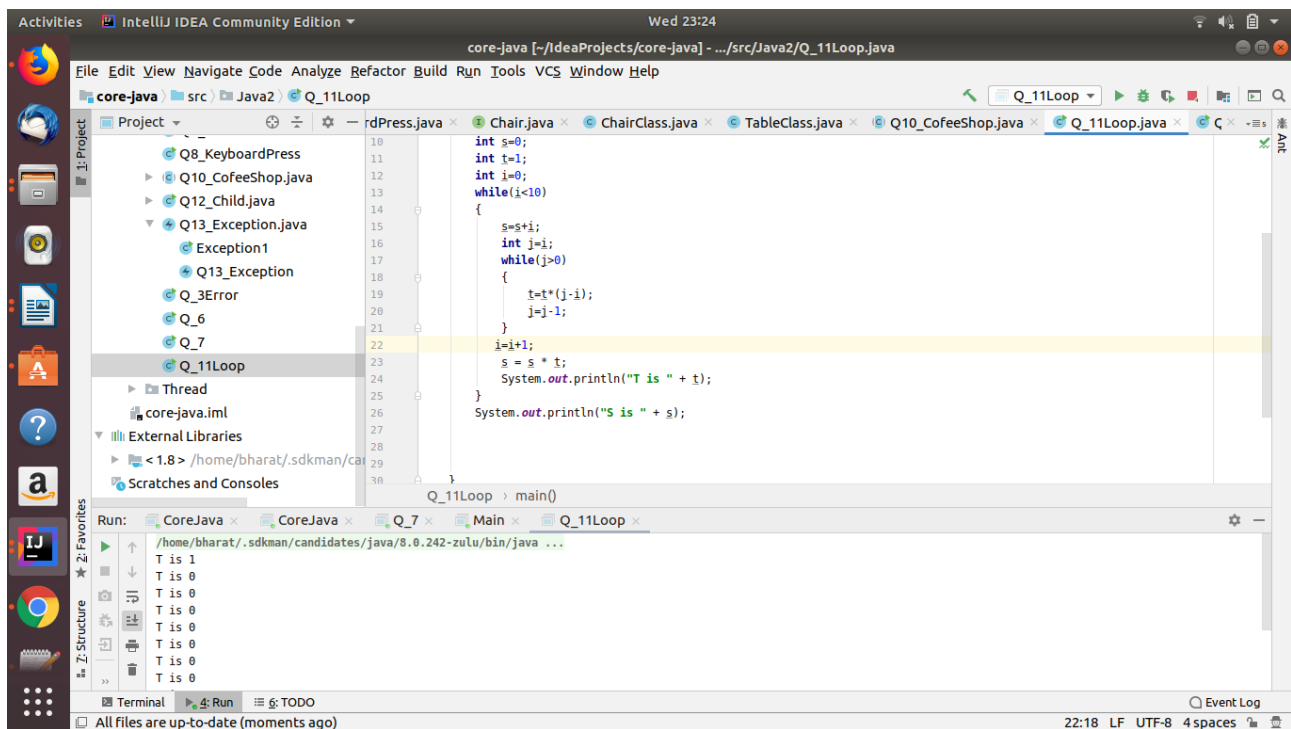 Activities IntelliJ IDEA Community Edition Wed 23:24
core-java [~/IdeaProjects/core-java] - .../src/Java2/Q_11Loop.java
File Edit View Navigate Code Analyze Refactor Build Run Tools VCS Window Help
core-java src Java2 Q_11Loop Q_11Loop
1: Project
Project rdPress.java Chair.java ChairClass.java TableClass.java Q10_CofeeShop.java Q_11Loop.java
Ant
Q8_KeyboardPress
Q10_CofeeShop.java
Q12_Child.java
Q13_Exception.java
Exception1
Q13_Exception
Q_3Error
Q_6
Q_7
Q_11Loop
Thread
core-java.iml
External Libraries
< 1.8 > /home/bharat/.sdkman/ca
Scratches and Consoles
10 int s=0;
11 int t=1;
12 int i=0;
13 while(i<10)
14 {
15 s=s+i;
16 int j=i;
17 while(j>0)
18 {
19 t=t*(j-i);
20 j=j-1;
21 }
22 i=i+1;
23 s = s * t;
24 System.out.println("T is " + t);
25 }
26 System.out.println("S is " + s);
27
28
29
30 }
Q_11Loop main()
2: Favorites
Z: Structure
Run: CoreJava CoreJava Q_7 Main Q_11Loop
/home/bharat/.sdkman/candidates/java/8.0.242-zulu/bin/java ...
T is 1
T is 0
T is 0
T is 0
T is 0
T is 0
T is 0
T is 0
Terminal 4: Run 6: TODO Event Log
All files are up-to-date (moments ago) 22:18 LF UTF-8 4 spaces